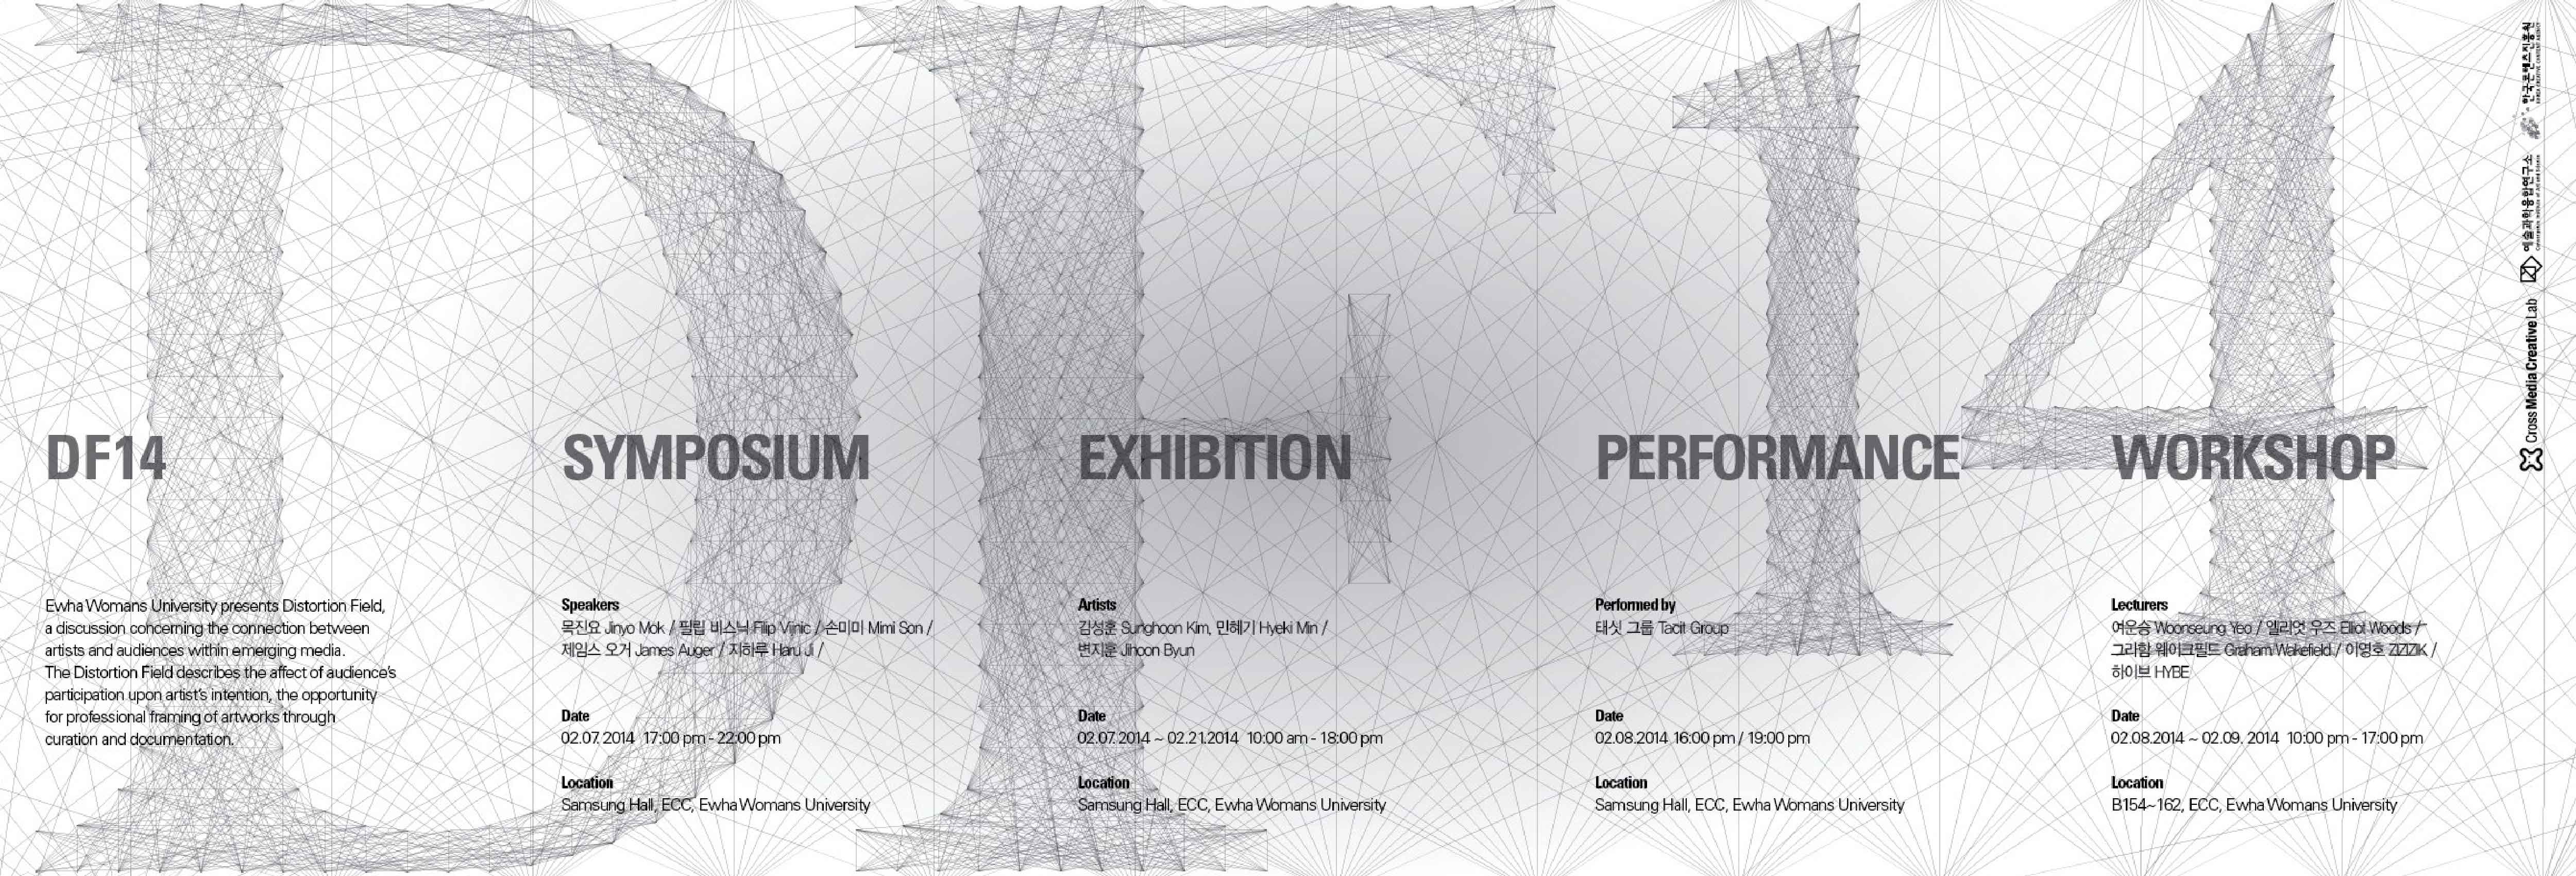 DF14
Ewha Womans University presents Distortion Field,
a discussion concerning the connection between
artists and audiences within emerging media.
The Distortion Field describes the affect of audience's
participation upon artist's intention, the opportunity
for professional framing of artworks through
curation and documentation.
SYMPOSIUM
Speakers
목진요 Jinyo Mok / 필립 비스닉 Filip Visnic / 손미미 Mimi Son /
제임스 오거 James Auger / 지하루 Haru Ji /
Date
02.07. 2014 17:00 pm - 22:00 pm
Location
Samsung Hall, ECC, Ewha Womans University
EXHIBITION
Artists
김성훈 Sunghoon Kim, 민혜기 Hyeki Min /
변지훈 Jihoon Byun
Date
02.07. 2014 ~ 02.21.2014 10:00 am - 18:00 pm
Location
Samsung Hall, ECC, Ewha Womans University
PERFORMANCE
Performed by
태싯 그룹 Tacit Group
Date
02.08.2014 16:00 pm / 19:00 pm
Location
Samsung Hall, ECC, Ewha Womans University
WORKSHOP
Lecturers
여운승 Woonseung Yeo / 엘리엇 우즈 Elliot Woods /
그라함 웨이크필드 Graham Wakefield / 이영호 ZIZIZIK /
하이브 HYBE
Date
02.08.2014 ~ 02.09. 2014 10:00 pm - 17:00 pm
Location
B154~162, ECC, Ewha Womans University
Cross Media Creative Lab
예술과학융합연구소
한국콘텐츠진흥원
KOREA CREATIVE CONTENT AGENCY
DF14